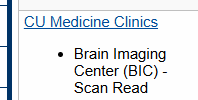 CU Medicine Clinics
• Brain Imaging
Center (BIC) -
Scan Read